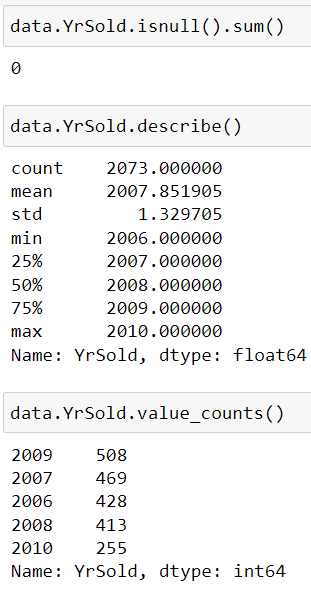 data.YrSold.isnull().sum()
0
data.YrSold.describe()
count    2073.000000
mean     2007.851905
std         1.329705
min      2006.000000
25%      2007.000000
50%      2008.000000
75%      2009.000000
max      2010.000000
Name: YrSold, dtype: float64
data.YrSold.value_counts()
2009    508
2007    469
2006    428
2008    413
2010    255
Name: YrSold, dtype: int64